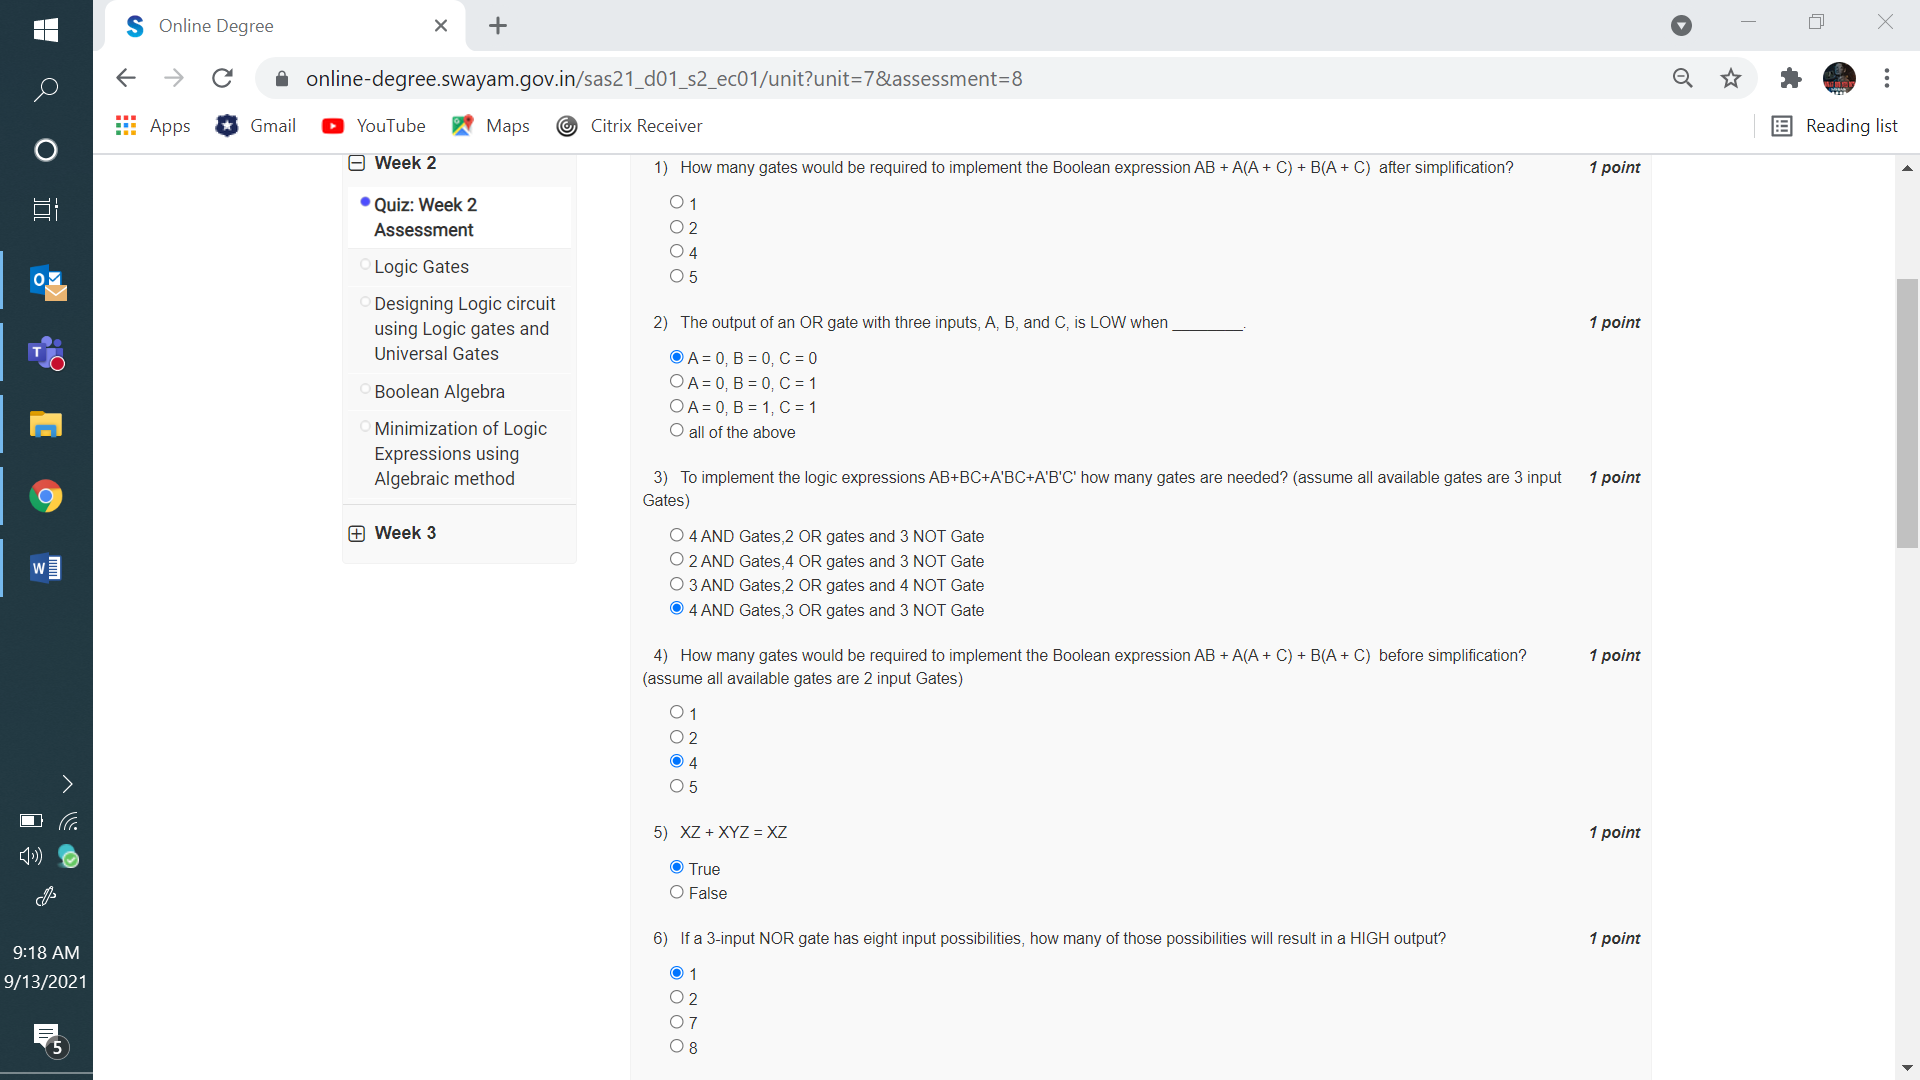 Online Degree
online-degree.swayam.gov.in/sas21_d01_s2_ec01/unit?unit=7&assessment=8
Apps
Gmail
YouTube
Maps
Citrix Receiver
Reading list
Week 2
Quiz: Week 2
Assessment
Logic Gates
Designing Logic circuit
using Logic gates and
Universal Gates
Boolean Algebra
Minimization of Logic
Expressions using
Algebraic method
Week 3
1) How many gates would be required to implement the Boolean expression AB + A(A + C) + B(A + C) after simplification? 1 point
1
2
4
5
2) The output of an OR gate with three inputs, A, B, and C, is LOW when ________. 1 point
A = 0, B = 0, C = 0
A = 0, B = 0, C = 1
A = 0, B = 1, C = 1
all of the above
3) To implement the logic expressions AB+BC+A'BC+A'B'C' how many gates are needed? (assume all available gates are 3 input 1 point
Gates)
4 AND Gates,2 OR gates and 3 NOT Gate
2 AND Gates,4 OR gates and 3 NOT Gate
3 AND Gates,2 OR gates and 4 NOT Gate
4 AND Gates,3 OR gates and 3 NOT Gate
4) How many gates would be required to implement the Boolean expression AB + A(A + C) + B(A + C) before simplification? 1 point
(assume all available gates are 2 input Gates)
1
2
4
5
5) XZ + XYZ = XZ 1 point
True
False
6) If a 3-input NOR gate has eight input possibilities, how many of those possibilities will result in a HIGH output? 1 point
1
2
7
8
9:18 AM
9/13/2021
5